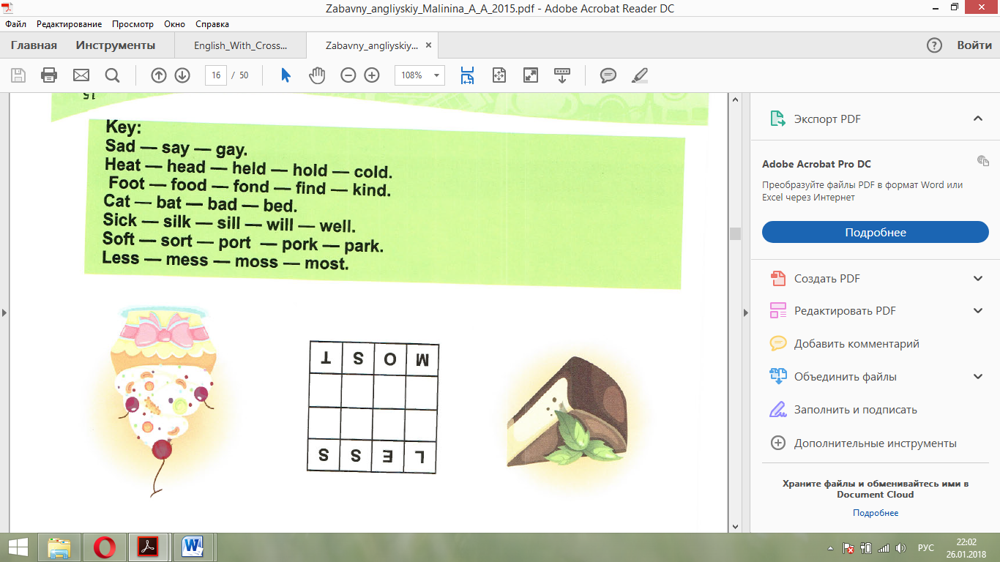 Zabavny_angliyskiy_Malinina_A_A_2015.pdf - Adobe Acrobat Reader DC
Файл Редактирование Просмотр Окно Справка
Главная Инструменты English_With_Cross... Zabavny_angliyskiy... Войти
16 / 50 108%
15
Key:
Sad — say — gay.
Heat — head — held — hold — cold.
Foot — food — fond — find — kind.
Cat — bat — bad — bed.
Sick — silk — sill — will — well.
Soft — sort — port — pork — park.
Less — mess — moss — most.
L E S S
M O S T
Экспорт PDF
Adobe Acrobat Pro DC
Преобразуйте файлы PDF в формат Word или
Excel через Интернет
Подробнее
Создать PDF
Редактировать PDF
Добавить комментарий
Объединить файлы
Заполнить и подписать
Дополнительные инструменты
Храните файлы и обменивайтесь ими в
Document Cloud
Подробнее
РУС
22:02
26.01.2018